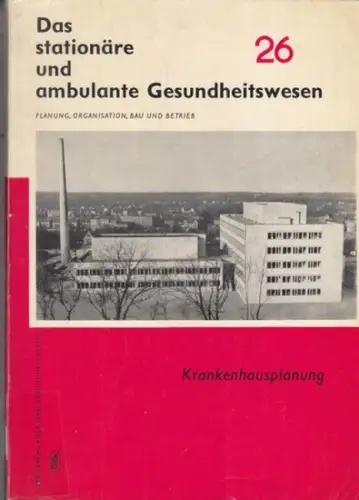 Das
stationäre
und
ambulante Gesundheitswesen
26
PLANUNG, ORGANISATION, BAU UND BETRIEB
Krankenhausplanung